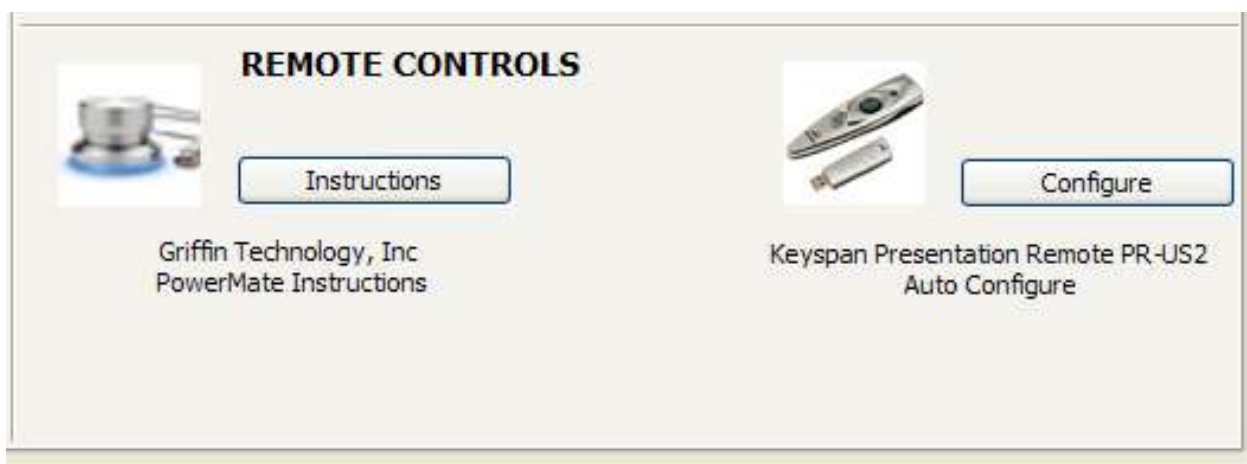 REMOTE CONTROLS
Instructions
Griffin Technology, Inc
PowerMate Instructions
Configure
Keyspan Presentation Remote PR-US2
Auto Configure